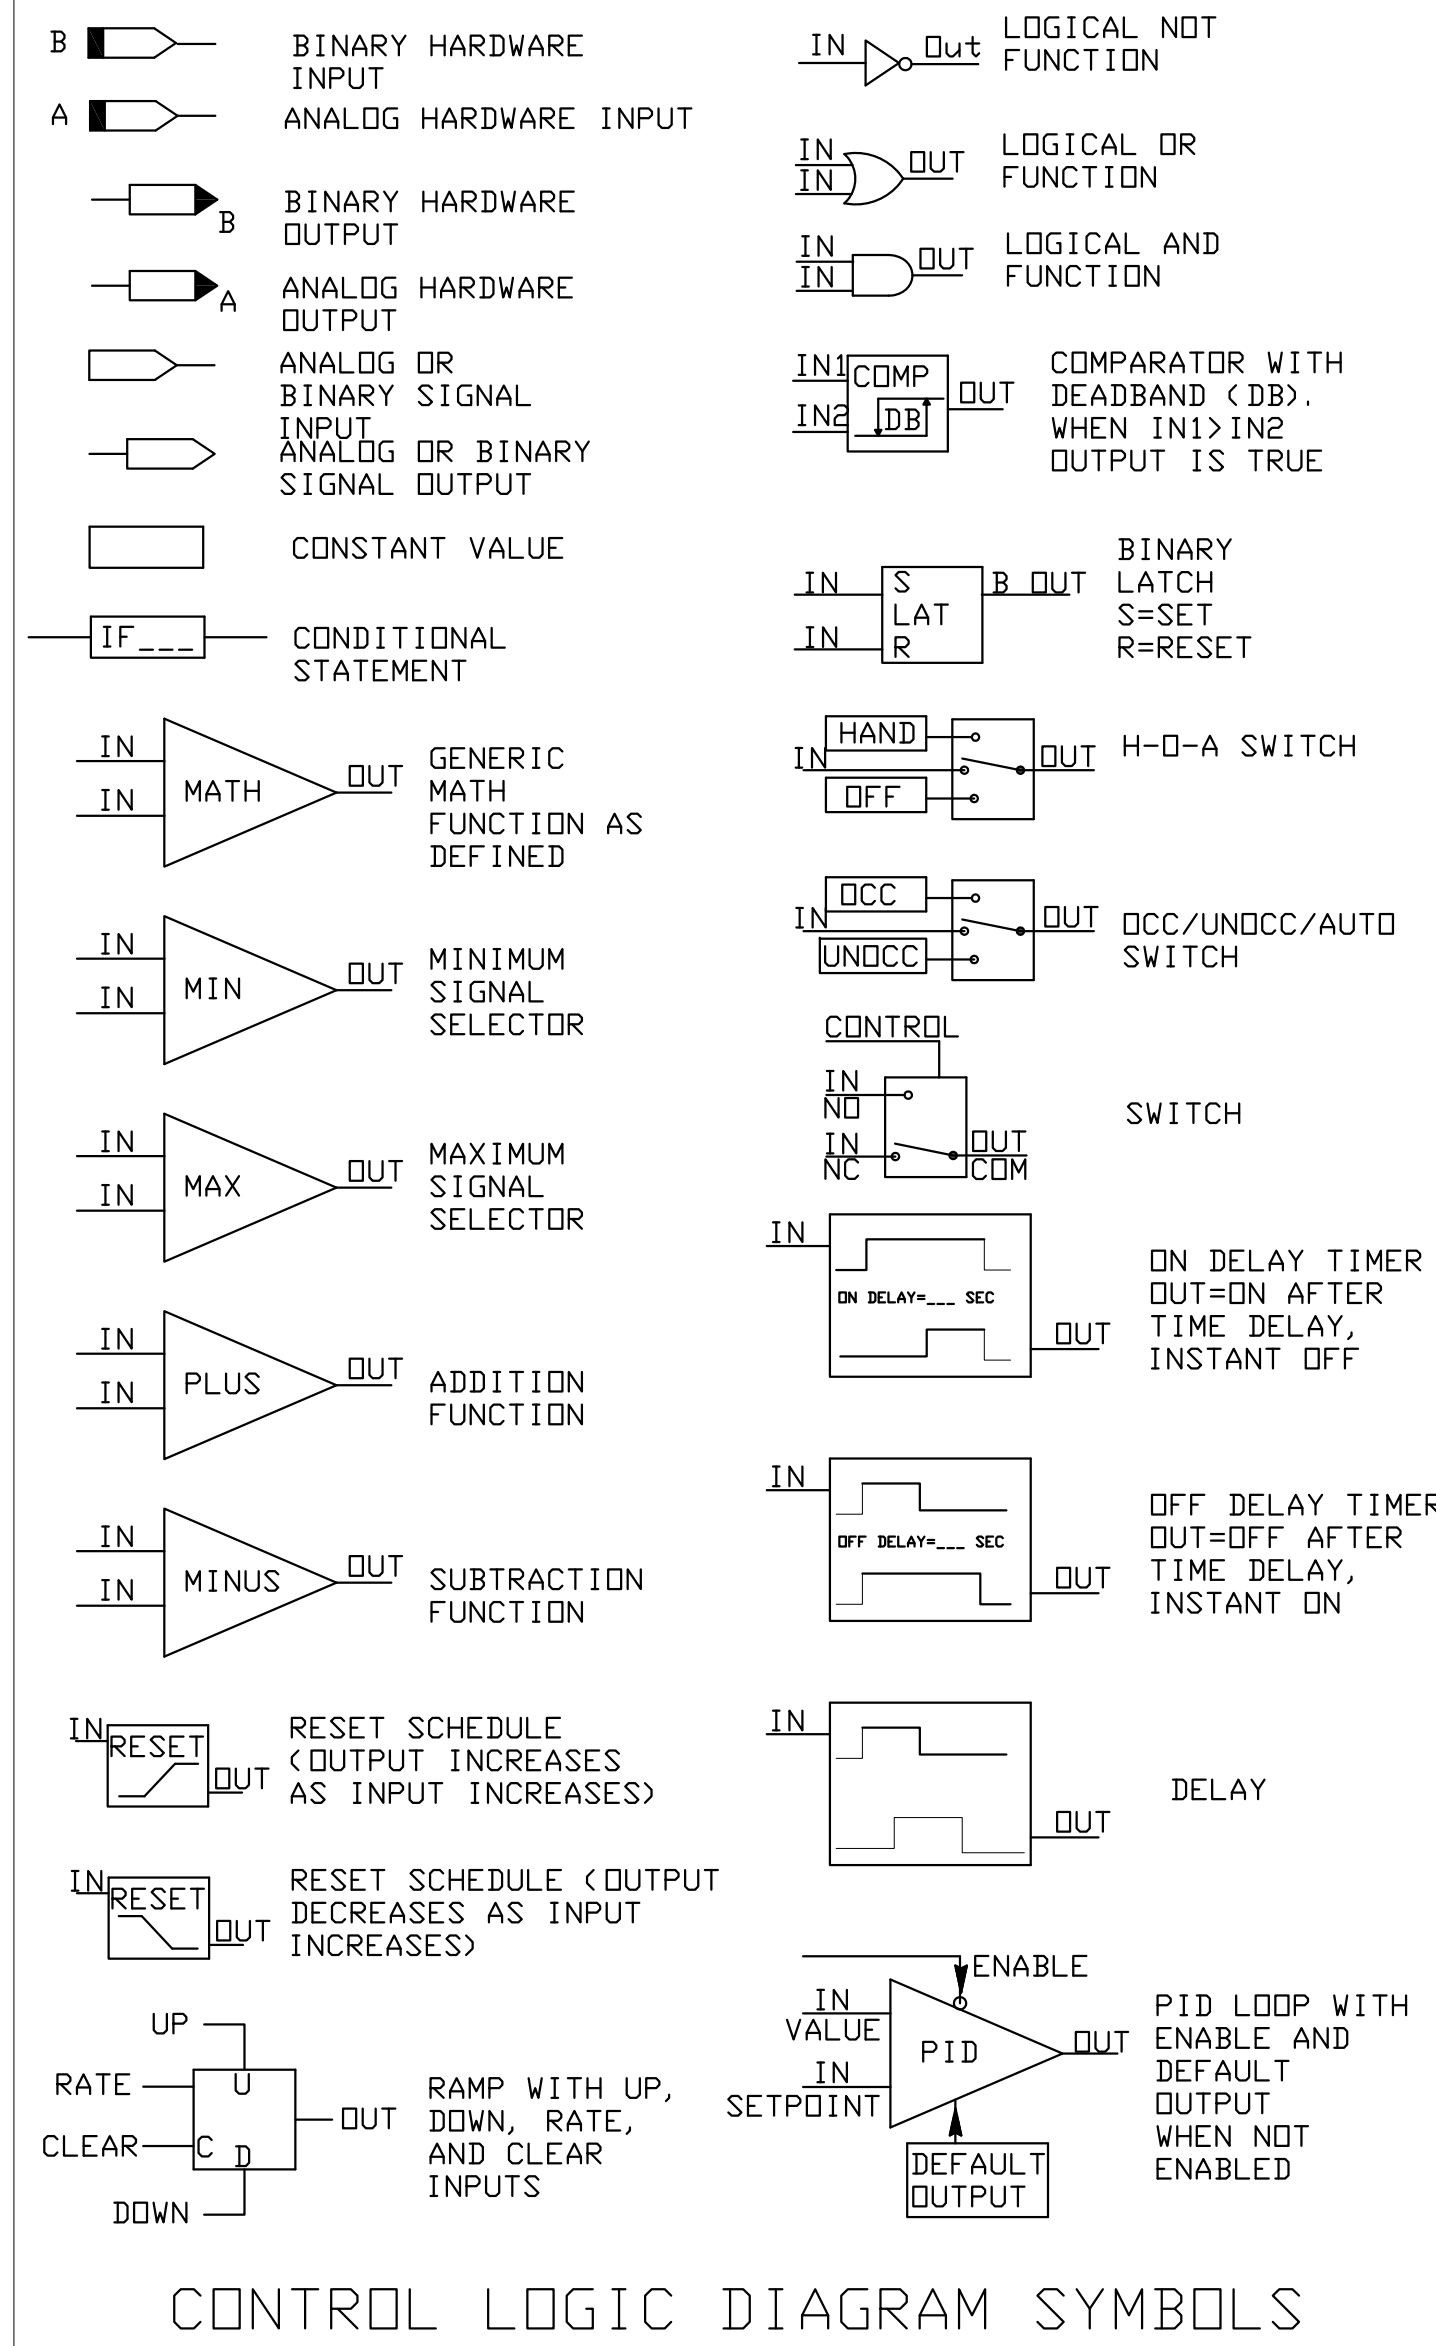 B
BINARY HARDWARE
INPUT
A
ANALOG HARDWARE INPUT
BINARY HARDWARE
OUTPUT
B
ANALOG HARDWARE
OUTPUT
A
ANALOG OR
BINARY SIGNAL
INPUT
ANALOG OR BINARY
SIGNAL OUTPUT
CONSTANT VALUE
IF___
CONDITIONAL
STATEMENT
IN
IN
MATH
OUT
GENERIC
MATH
FUNCTION AS
DEFINED
IN
IN
MIN
OUT
MINIMUM
SIGNAL
SELECTOR
IN
IN
MAX
OUT
MAXIMUM
SIGNAL
SELECTOR
IN
IN
PLUS
OUT
ADDITION
FUNCTION
IN
IN
MINUS
OUT
SUBTRACTION
FUNCTION
IN
RESET
OUT
RESET SCHEDULE
(OUTPUT INCREASES
AS INPUT INCREASES)
IN
RESET
OUT
RESET SCHEDULE (OUTPUT
DECREASES AS INPUT
INCREASES)
UP
RATE
CLEAR
DOWN
U
C
D
OUT
RAMP WITH UP,
DOWN, RATE,
AND CLEAR
INPUTS
IN
Out
LOGICAL NOT
FUNCTION
IN
IN
OUT
LOGICAL OR
FUNCTION
IN
IN
OUT
LOGICAL AND
FUNCTION
IN1
IN2
COMP
DB
OUT
COMPARATOR WITH
DEADBAND (DB).
WHEN IN1>IN2
OUTPUT IS TRUE
IN
IN
S
LAT
R
B OUT
BINARY
LATCH
S=SET
R=RESET
HAND
IN
OFF
OUT
H-O-A SWITCH
OCC
IN
UNOCC
OUT
OCC/UNOCC/AUTO
SWITCH
CONTROL
IN
NO
IN
NC
OUT
COM
SWITCH
IN
ON DELAY=___ SEC
OUT
ON DELAY TIMER
OUT=ON AFTER
TIME DELAY,
INSTANT OFF
IN
OFF DELAY=___ SEC
OUT
OFF DELAY TIMER
OUT=OFF AFTER
TIME DELAY,
INSTANT ON
IN
OUT
DELAY
ENABLE
IN
VALUE
IN
SETPOINT
PID
OUT
DEFAULT
OUTPUT
PID LOOP WITH
ENABLE AND
DEFAULT
OUTPUT
WHEN NOT
ENABLED
CONTROL LOGIC DIAGRAM SYMBOLS